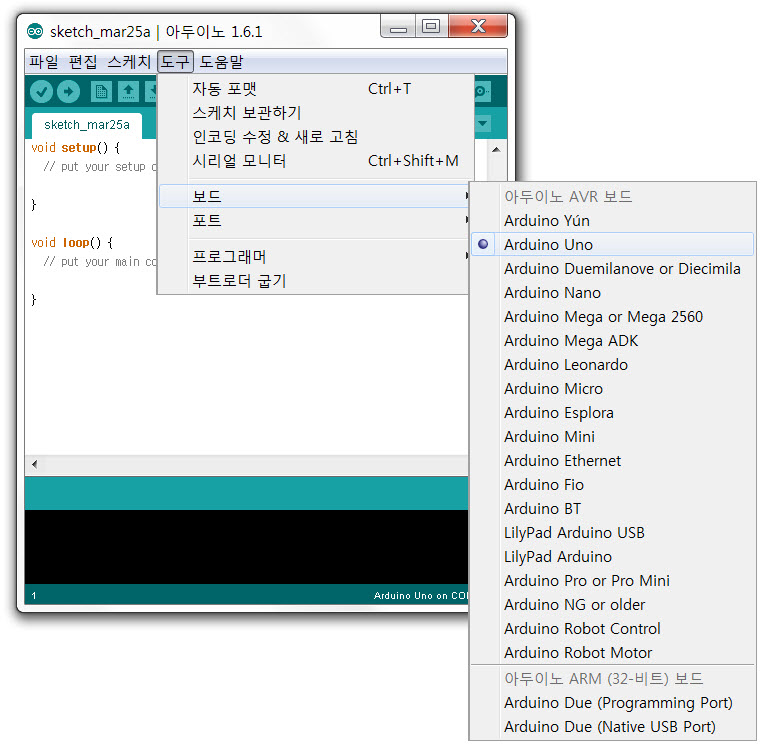 sketch_mar25a | 아두이노 1.6.1
파일 편집 스케치 도구 도움말
자동 포맷 Ctrl+T
스케치 보관하기
인코딩 수정 & 새로 고침
시리얼 모니터 Ctrl+Shift+M
보드
포트
프로그래머
부트로더 굽기
sketch_mar25a
void setup() {
// put your setup
}
void loop() {
// put your main
}
1 Arduino Uno on
아두이노 AVR 보드
Arduino Yún
Arduino Uno
Arduino Duemilanove or Diecimila
Arduino Nano
Arduino Mega or Mega 2560
Arduino Mega ADK
Arduino Leonardo
Arduino Micro
Arduino Esplora
Arduino Mini
Arduino Ethernet
Arduino Fio
Arduino BT
LilyPad Arduino USB
LilyPad Arduino
Arduino Pro or Pro Mini
Arduino NG or older
Arduino Robot Control
Arduino Robot Motor
아두이노 ARM (32-비트) 보드
Arduino Due (Programming Port)
Arduino Due (Native USB Port)